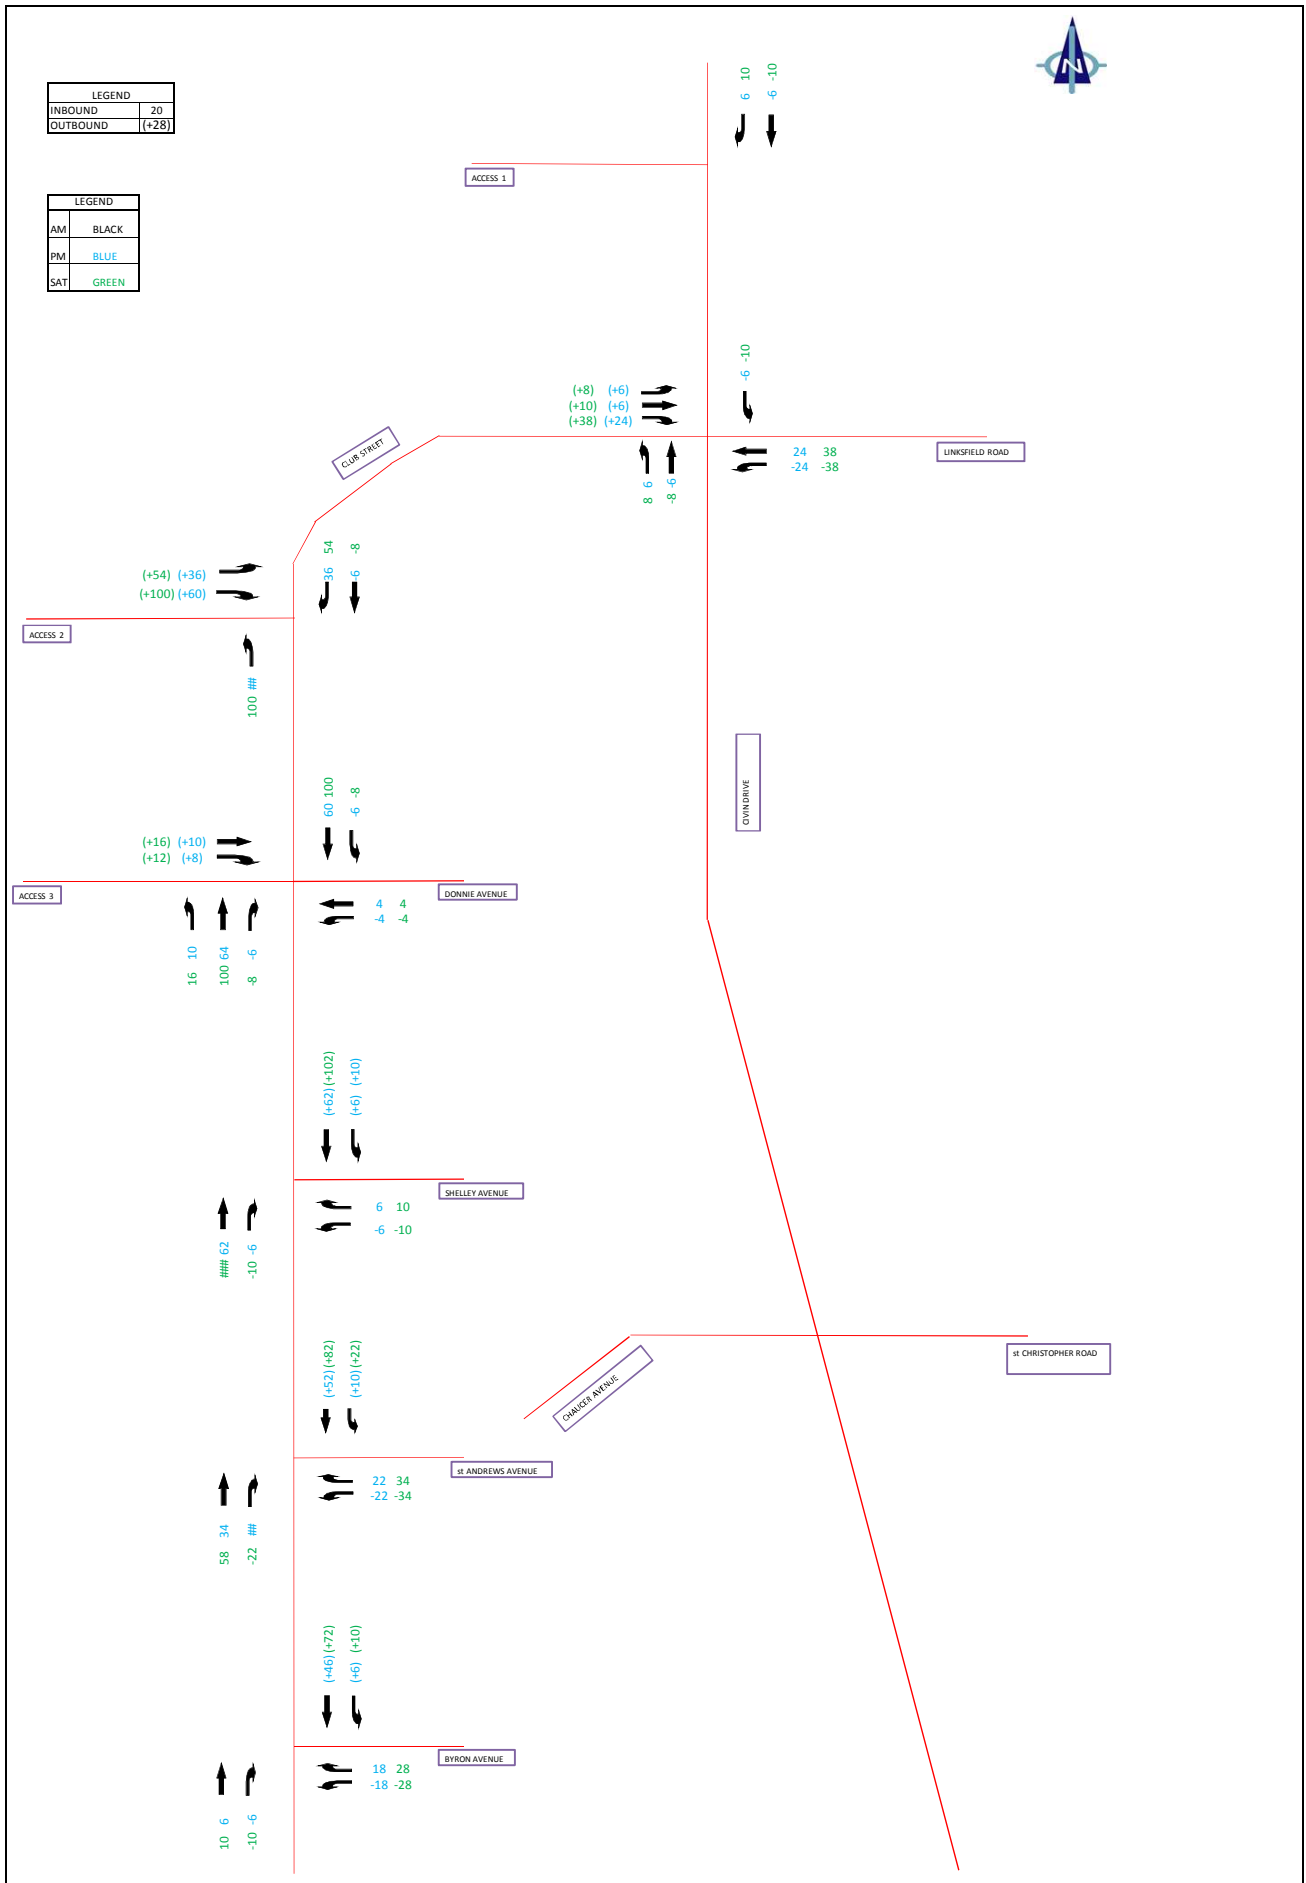 N
LEGEND
INBOUND 20
OUTBOUND (+28)
LEGEND
AM BLACK
PM BLUE
SAT GREEN
6 10
-6 -10
ACCESS 1
-6 -10
(+8) (+6)
(+10) (+6)
(+38) (+24)
24 38
-24 -38
LINKSFIELD ROAD
8 6
-8 -6
CLUB STREET
36 54
-6 -8
(+54) (+36)
(+100) (+60)
ACCESS 2
100 ##
CIVIN DRIVE
60 100
-6 -8
(+16) (+10)
(+12) (+8)
ACCESS 3
DONNIE AVENUE
4 4
-4 -4
16 10
100 64
-8 -6
(+62) (+102)
(+6) (+10)
SHELLEY AVENUE
6 10
-6 -10
### 62
-10 -6
(+52) (+82)
(+10) (+22)
CHAUCER AVENUE
st CHRISTOPHER ROAD
st ANDREWS AVENUE
22 34
-22 -34
58 34
-22 ##
(+46) (+72)
(+6) (+10)
BYRON AVENUE
18 28
-18 -28
10 6
-10 -6